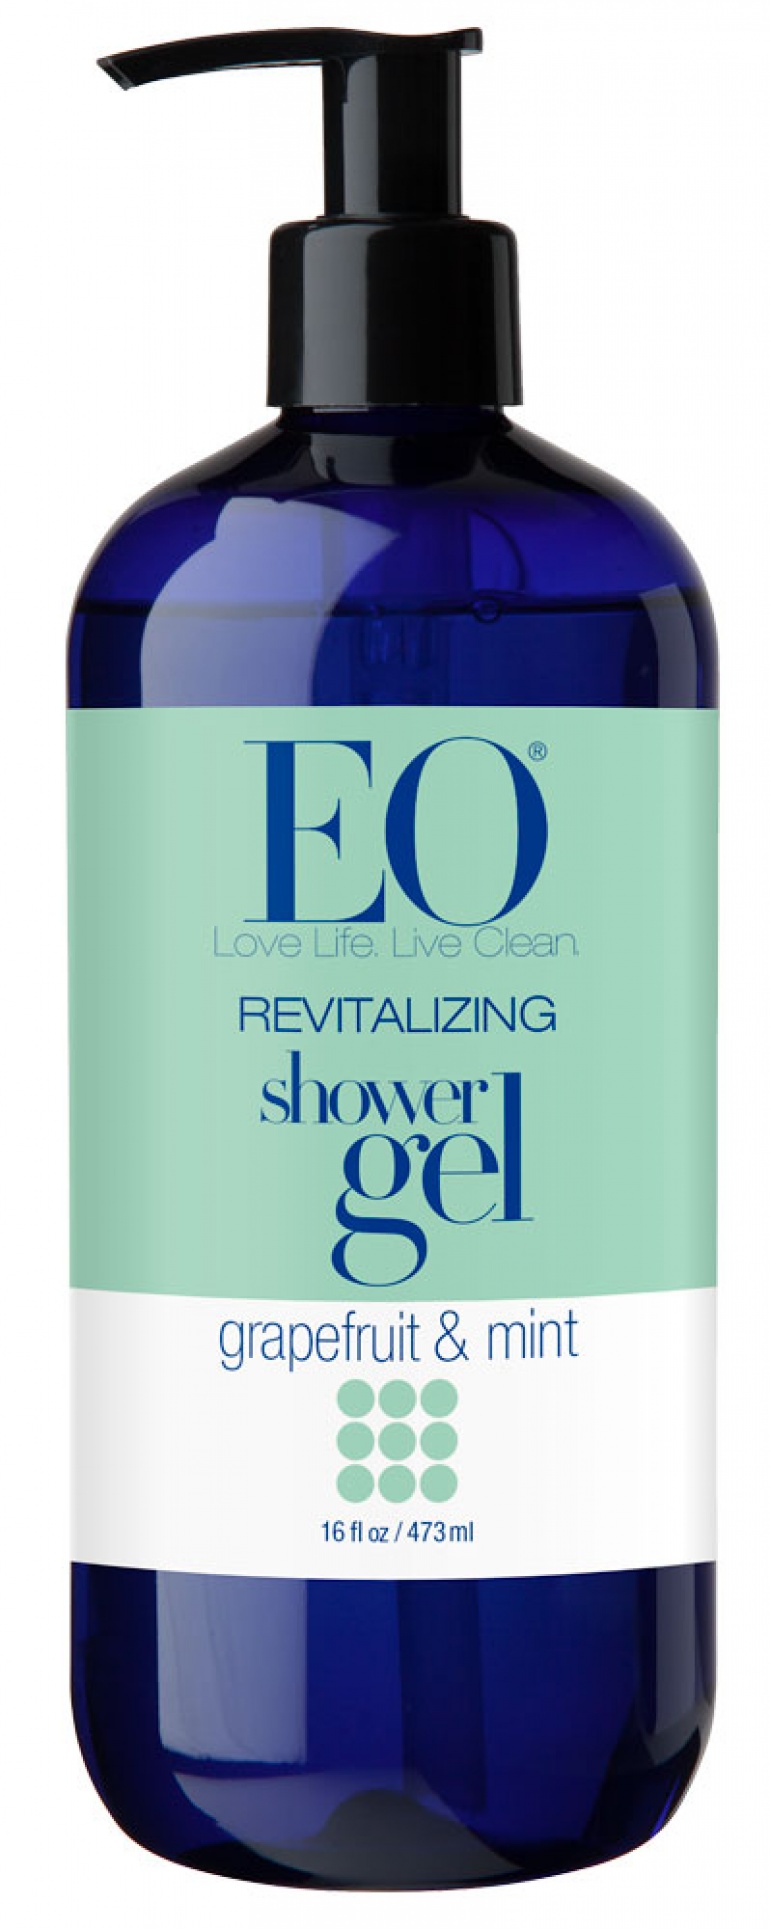 EO®
Love Life. Live Clean.
REVITALIZING
shower
gel
grapefruit & mint
16 fl oz / 473 ml